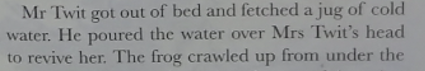 Mr Twit got out of bed and fetched a jug of cold
water. He poured the water over Mrs Twit's head
to revive her. The frog crawled up from under the